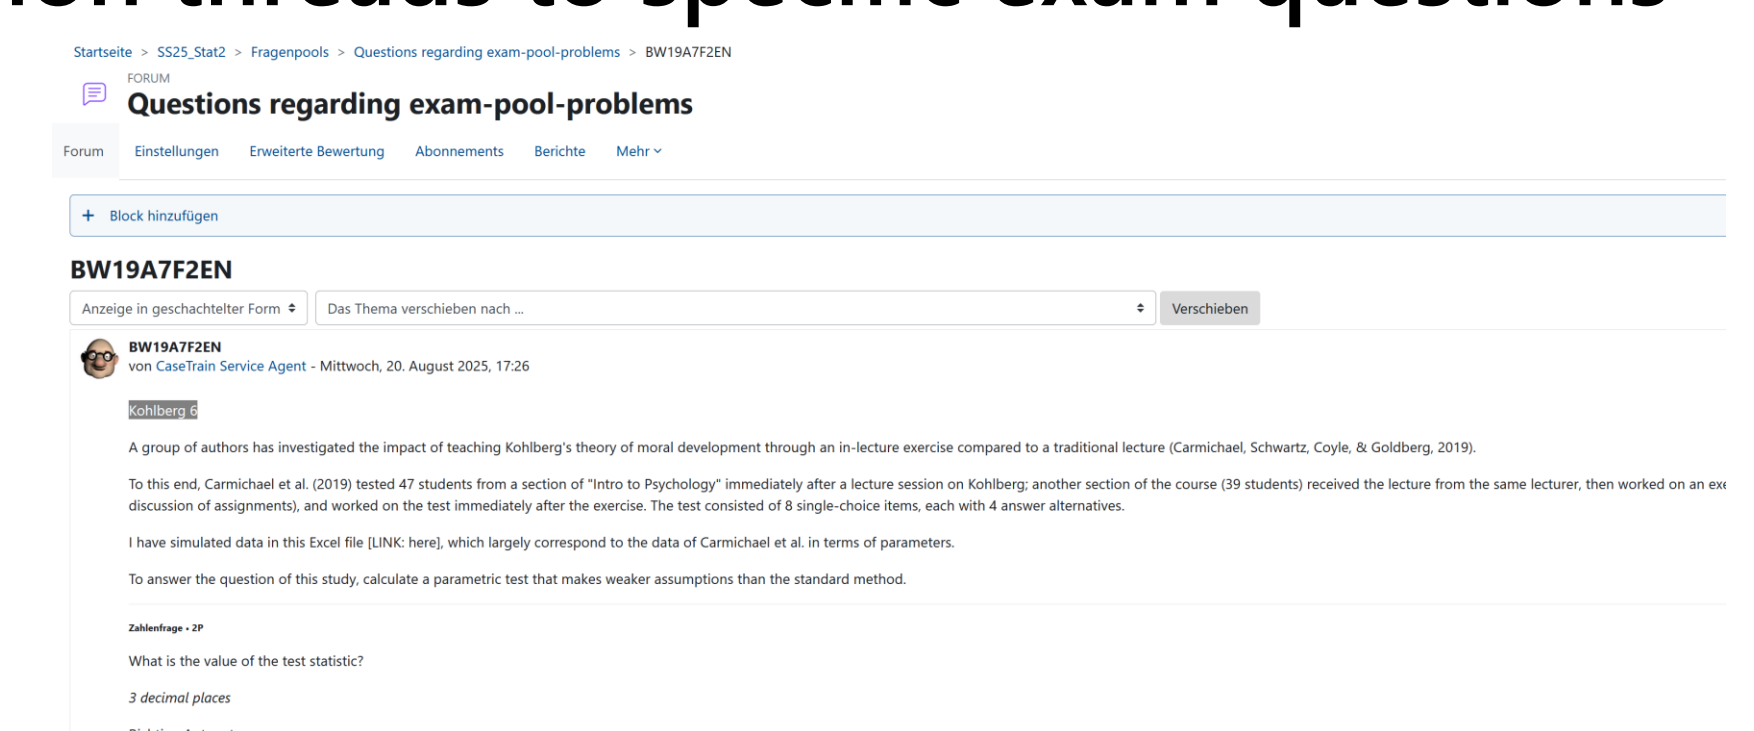 threads to specific exam questions
Startseite > SS25_Stat2 > Fragenpools > Questions regarding exam-pool-problems > BW19A7F2EN
FORUM
Questions regarding exam-pool-problems
Forum Einstellungen Erweiterte Bewertung Abonnements Berichte Mehr
+ Block hinzufügen
BW19A7F2EN
Anzeige in geschachtelter Form Das Thema verschieben nach ... Verschieben
BW19A7F2EN
von CaseTrain Service Agent - Mittwoch, 20. August 2025, 17:26
Kohlberg 6
A group of authors has investigated the impact of teaching Kohlberg's theory of moral development through an in-lecture exercise compared to a traditional lecture (Carmichael, Schwartz, Coyle, & Goldberg, 2019).
To this end, Carmichael et al. (2019) tested 47 students from a section of "Intro to Psychology" immediately after a lecture session on Kohlberg; another section of the course (39 students) received the lecture from the same lecturer, then worked on an exe
discussion of assignments), and worked on the test immediately after the exercise. The test consisted of 8 single-choice items, each with 4 answer alternatives.
I have simulated data in this Excel file [LINK: here], which largely correspond to the data of Carmichael et al. in terms of parameters.
To answer the question of this study, calculate a parametric test that makes weaker assumptions than the standard method.
Zahlenfrage • 2P
What is the value of the test statistic?
3 decimal places